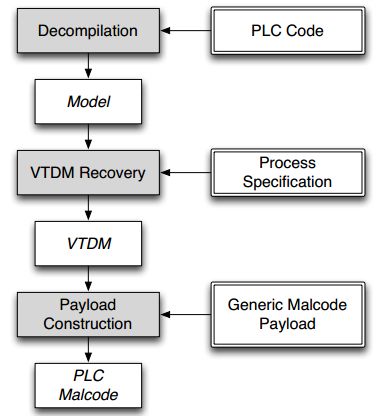 Decompilation
PLC Code
Model
VTDM Recovery
Process
Specification
VTDM
Payload
Construction
Generic Malcode
Payload
PLC
Malcode